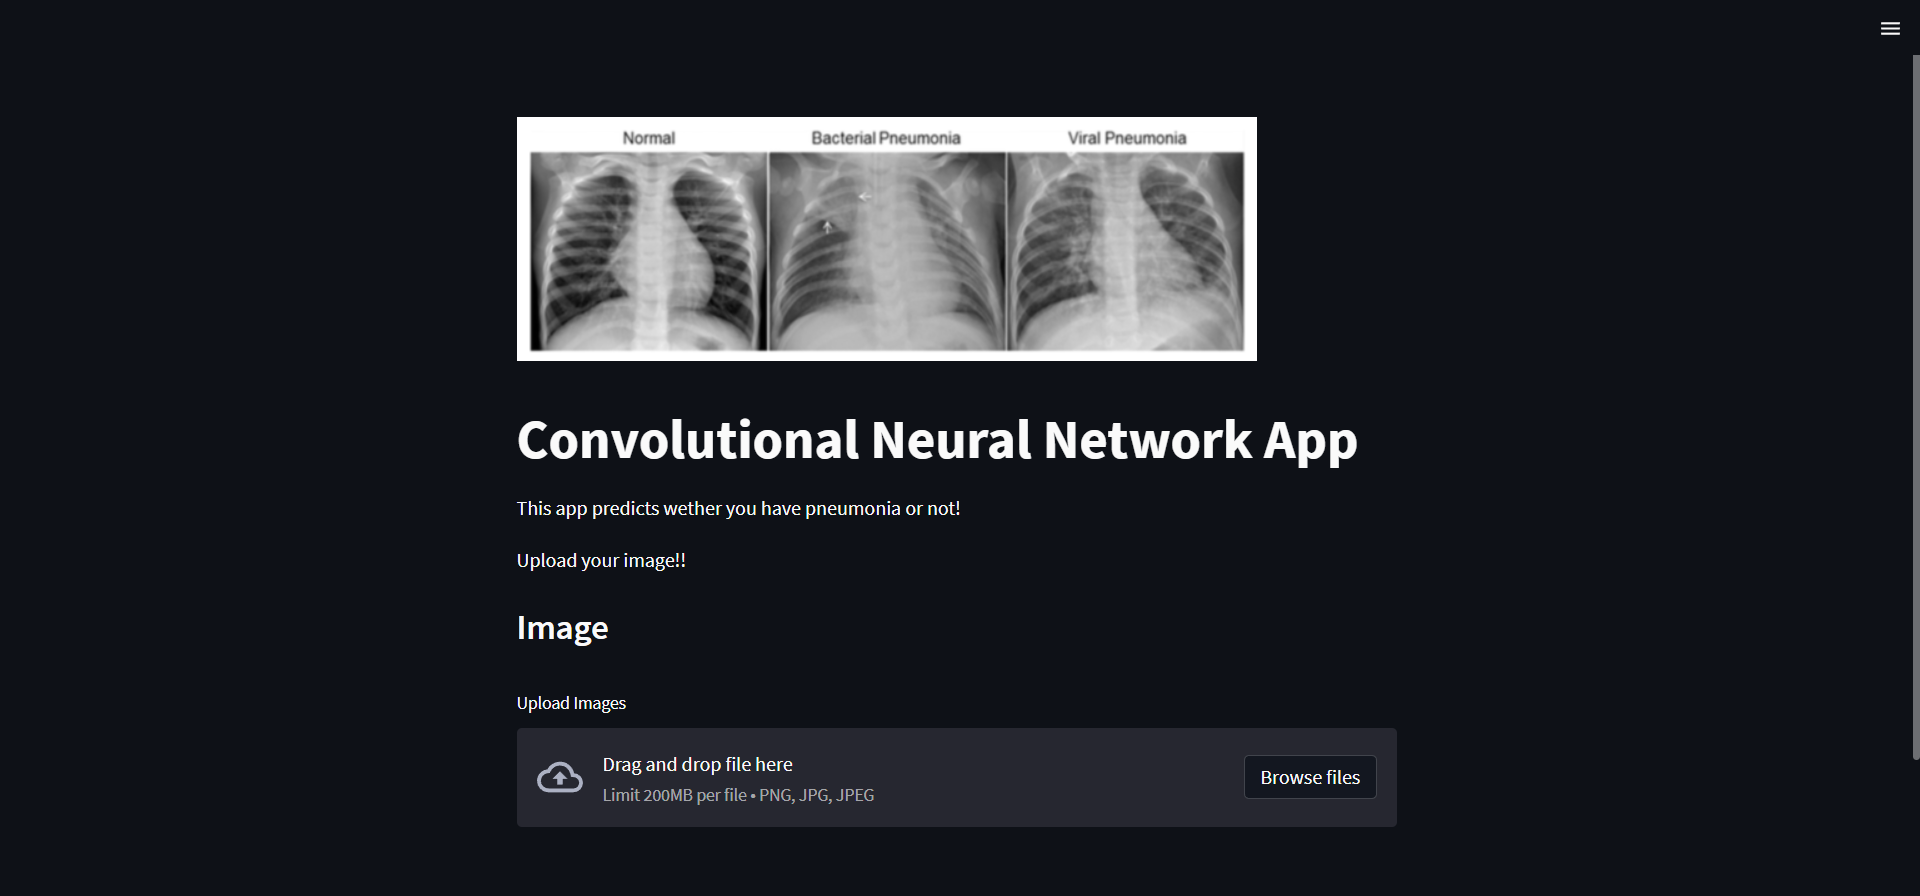 Normal Bacterial Pneumonia Viral Pneumonia
Convolutional Neural Network App
This app predicts wether you have pneumonia or not!
Upload your image!!
Image
Upload Images
Drag and drop file here
Limit 200MB per file • PNG, JPG, JPEG
Browse files